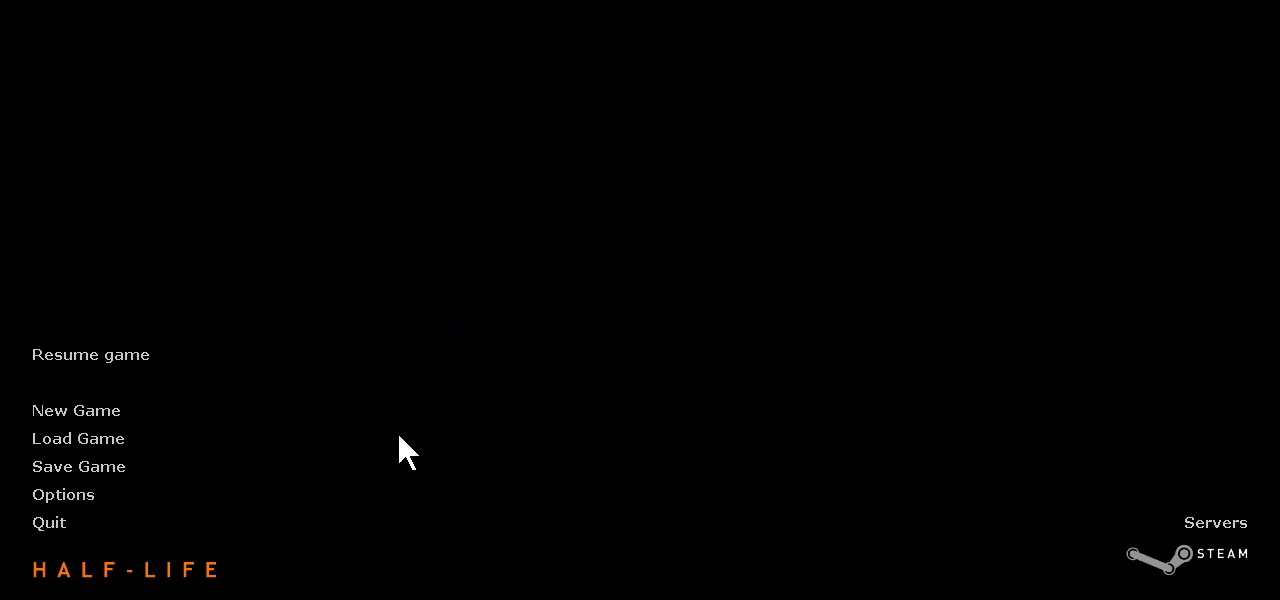 Resume game
New Game
Load Game
Save Game
Options
Quit
Servers
HALF-LIFE
STEAM